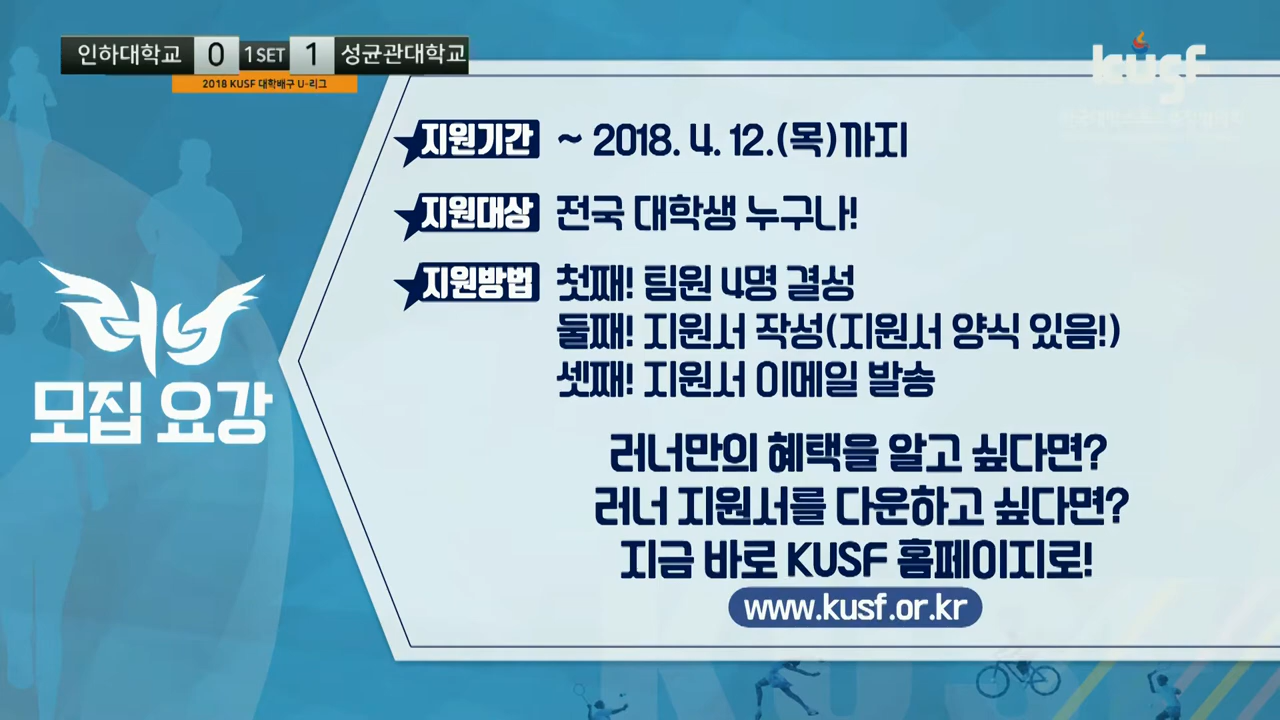 인하대학교 0 1 SET 1 성균관대학교
2018 KUSF 대학배구 U-리그
kusf
지원기간 ~ 2018. 4. 12.(목)까지
지원대상 전국 대학생 누구나!
지원방법 첫째! 팀원 4명 결성
둘째! 지원서 작성(지원서 양식 있음!)
셋째! 지원서 이메일 발송
러너
모집 요강
러너만의 혜택을 알고 싶다면?
러너 지원서를 다운하고 싶다면?
지금 바로 KUSF 홈페이지로!
www.kusf.or.kr